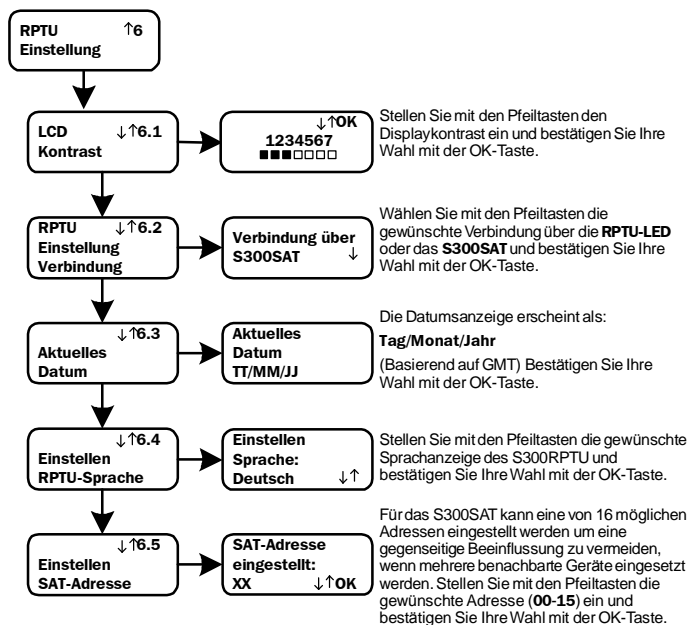 RPTU ↑6
Einstellung
LCD ↓↑6.1
Kontrast
↓↑OK
1234567
■■■□□□□
Stellen Sie mit den Pfeiltasten den
Displaykontrast ein und bestätigen Sie Ihre
Wahl mit der OK-Taste.
RPTU ↓↑6.2
Einstellung
Verbindung
Verbindung über
S300SAT ↓
Wählen Sie mit den Pfeiltasten die
gewünschte Verbindung über die RPTU-LED
oder das S300SAT und bestätigen Sie Ihre
Wahl mit der OK-Taste.
↓↑6.3
Aktuelles
Datum
Aktuelles
Datum
TT/MM/JJ
Die Datumsanzeige erscheint als:
Tag/Monat/Jahr
(Basierend auf GMT) Bestätigen Sie Ihre
Wahl mit der OK-Taste.
↓↑6.4
Einstellen
RPTU-Sprache
Einstellen
Sprache:
Deutsch ↓↑
Stellen Sie mit den Pfeiltasten die gewünschte
Sprachanzeige des S300RPTU und
bestätigen Sie Ihre Wahl mit der OK-Taste.
↓↑6.5
Einstellen
SAT-Adresse
SAT-Adresse
eingestellt:
XX ↓↑OK
Für das S300SAT kann eine von 16 möglichen
Adressen eingestellt werden um eine
gegenseitige Beeinflussung zu vermeiden,
wenn mehrere benachbarte Geräte eingesetzt
werden. Stellen Sie mit den Pfeiltasten die
gewünschte Adresse (00-15) ein und
bestätigen Sie Ihre Wahl mit der OK-Taste.